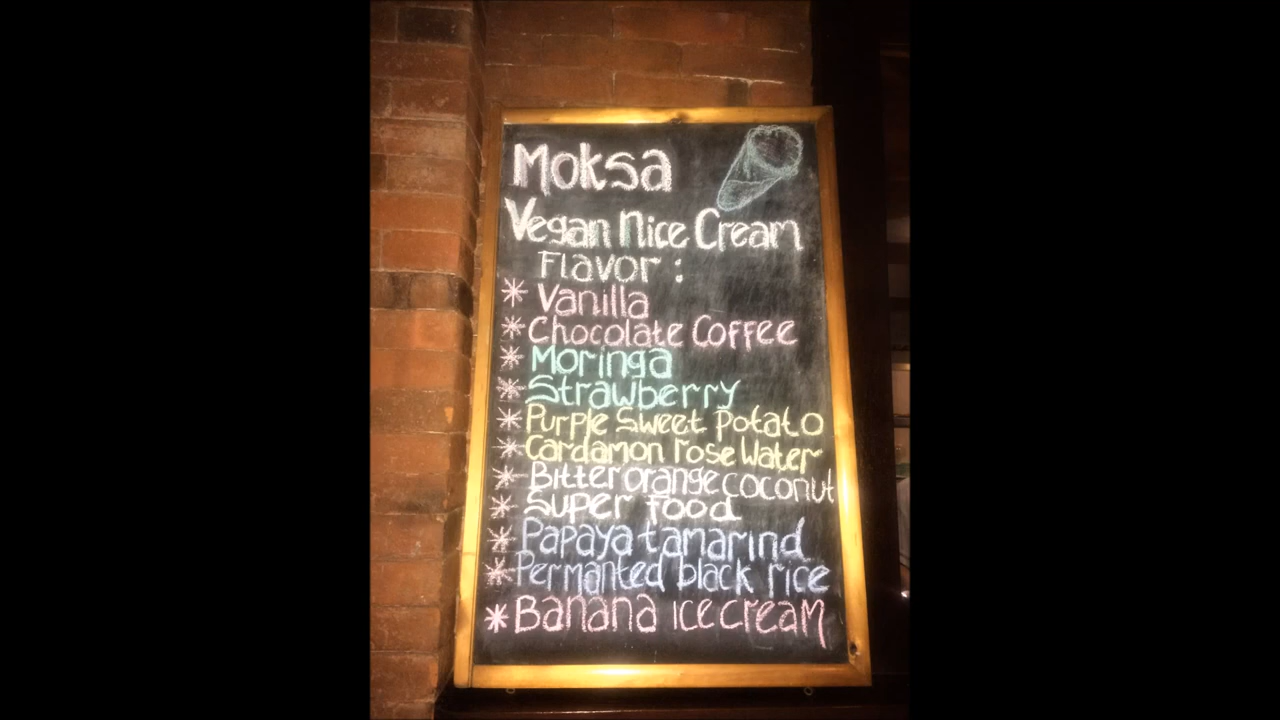 Moksa
Vegan Nice Cream
Flavor :
* Vanilla
* Chocolate Coffee
* Moringa
* Strawberry
* Purple Sweet Potato
* Cardamon rose Water
* Bitter orange coconut
* Super food
* Papaya tamarind
* Permanted black rice
* Banana ice cream